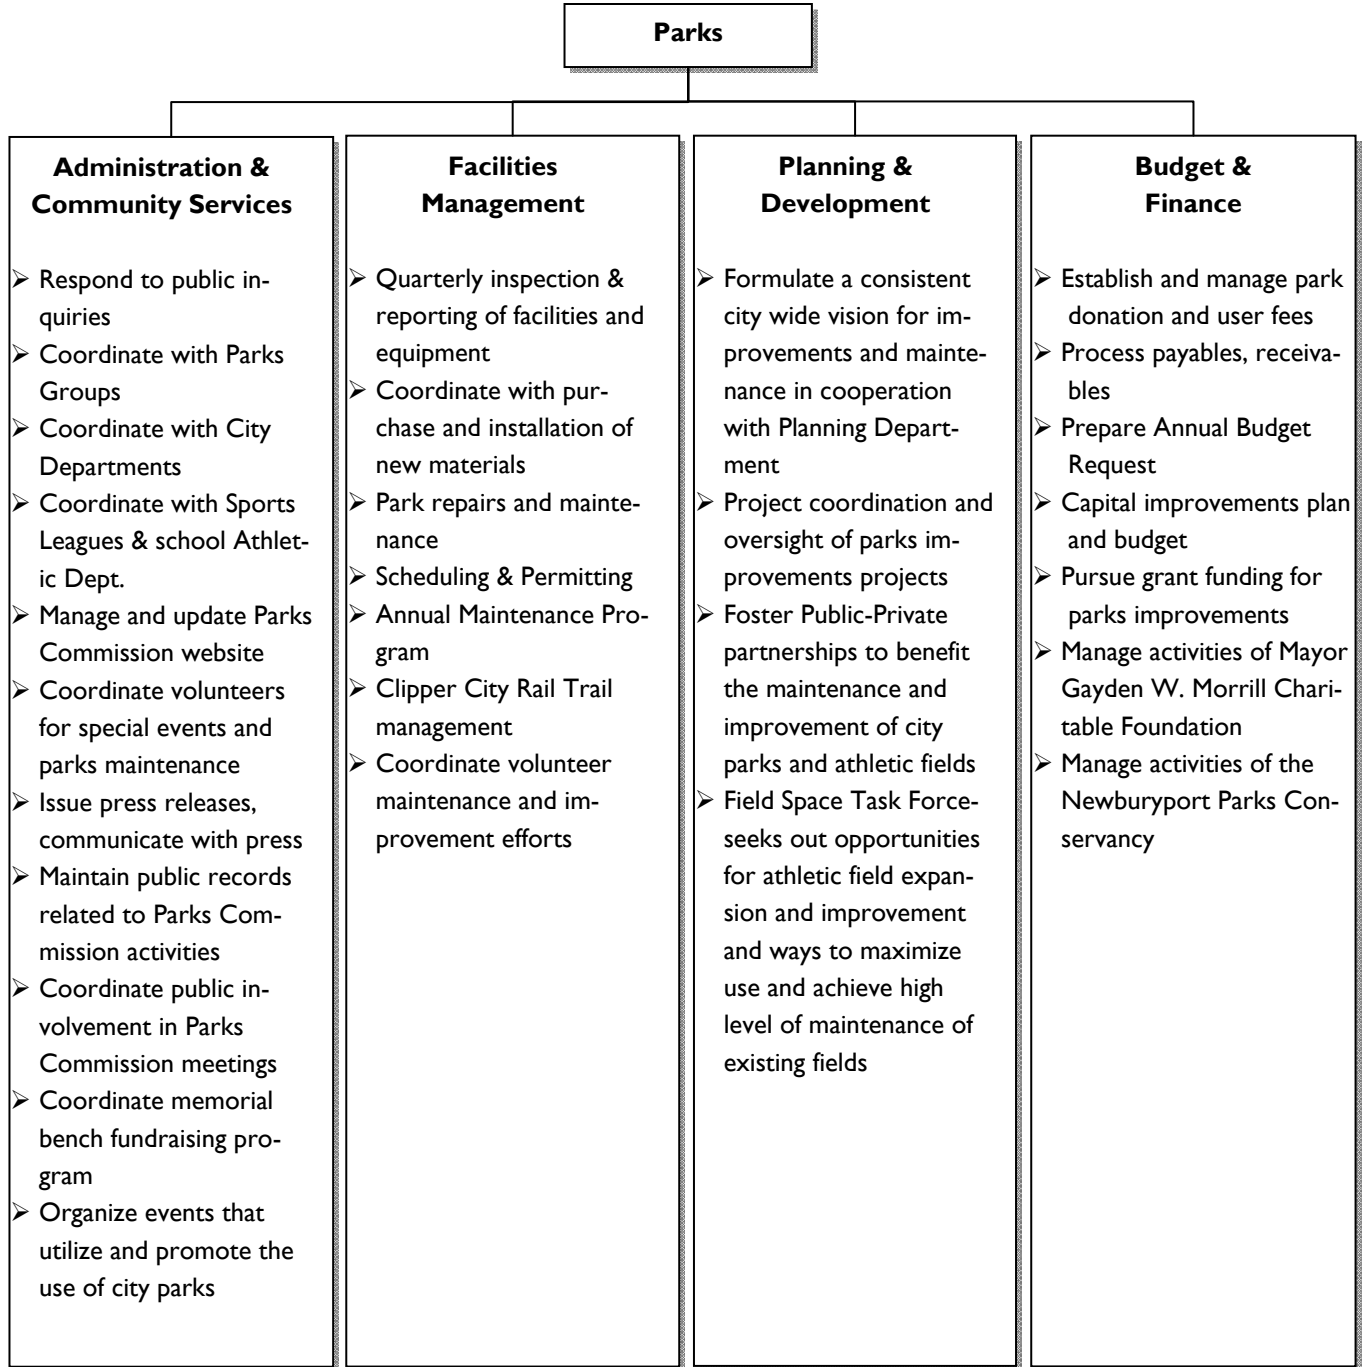 Parks
Administration &
Community Services
➢ Respond to public in-
quiries
➢ Coordinate with Parks
Groups
➢ Coordinate with City
Departments
➢ Coordinate with Sports
Leagues & school Athlet-
ic Dept.
➢ Manage and update Parks
Commission website
➢ Coordinate volunteers
for special events and
parks maintenance
➢ Issue press releases,
communicate with press
➢ Maintain public records
related to Parks Com-
mission activities
➢ Coordinate public in-
volvement in Parks
Commission meetings
➢ Coordinate memorial
bench fundraising pro-
gram
➢ Organize events that
utilize and promote the
use of city parks
Facilities
Management
➢ Quarterly inspection &
reporting of facilities and
equipment
➢ Coordinate with pur-
chase and installation of
new materials
➢ Park repairs and mainte-
nance
➢ Scheduling & Permitting
➢ Annual Maintenance Pro-
gram
➢ Clipper City Rail Trail
management
➢ Coordinate volunteer
maintenance and im-
provement efforts
Planning &
Development
➢ Formulate a consistent
city wide vision for im-
provements and mainte-
nance in cooperation
with Planning Depart-
ment
➢ Project coordination and
oversight of parks im-
provements projects
➢ Foster Public-Private
partnerships to benefit
the maintenance and
improvement of city
parks and athletic fields
➢ Field Space Task Force-
seeks out opportunities
for athletic field expan-
sion and improvement
and ways to maximize
use and achieve high
level of maintenance of
existing fields
Budget &
Finance
➢ Establish and manage park
donation and user fees
➢ Process payables, receiva-
bles
➢ Prepare Annual Budget
Request
➢ Capital improvements plan
and budget
➢ Pursue grant funding for
parks improvements
➢ Manage activities of Mayor
Gayden W. Morrill Chari-
table Foundation
➢ Manage activities of the
Newburyport Parks Con-
servancy